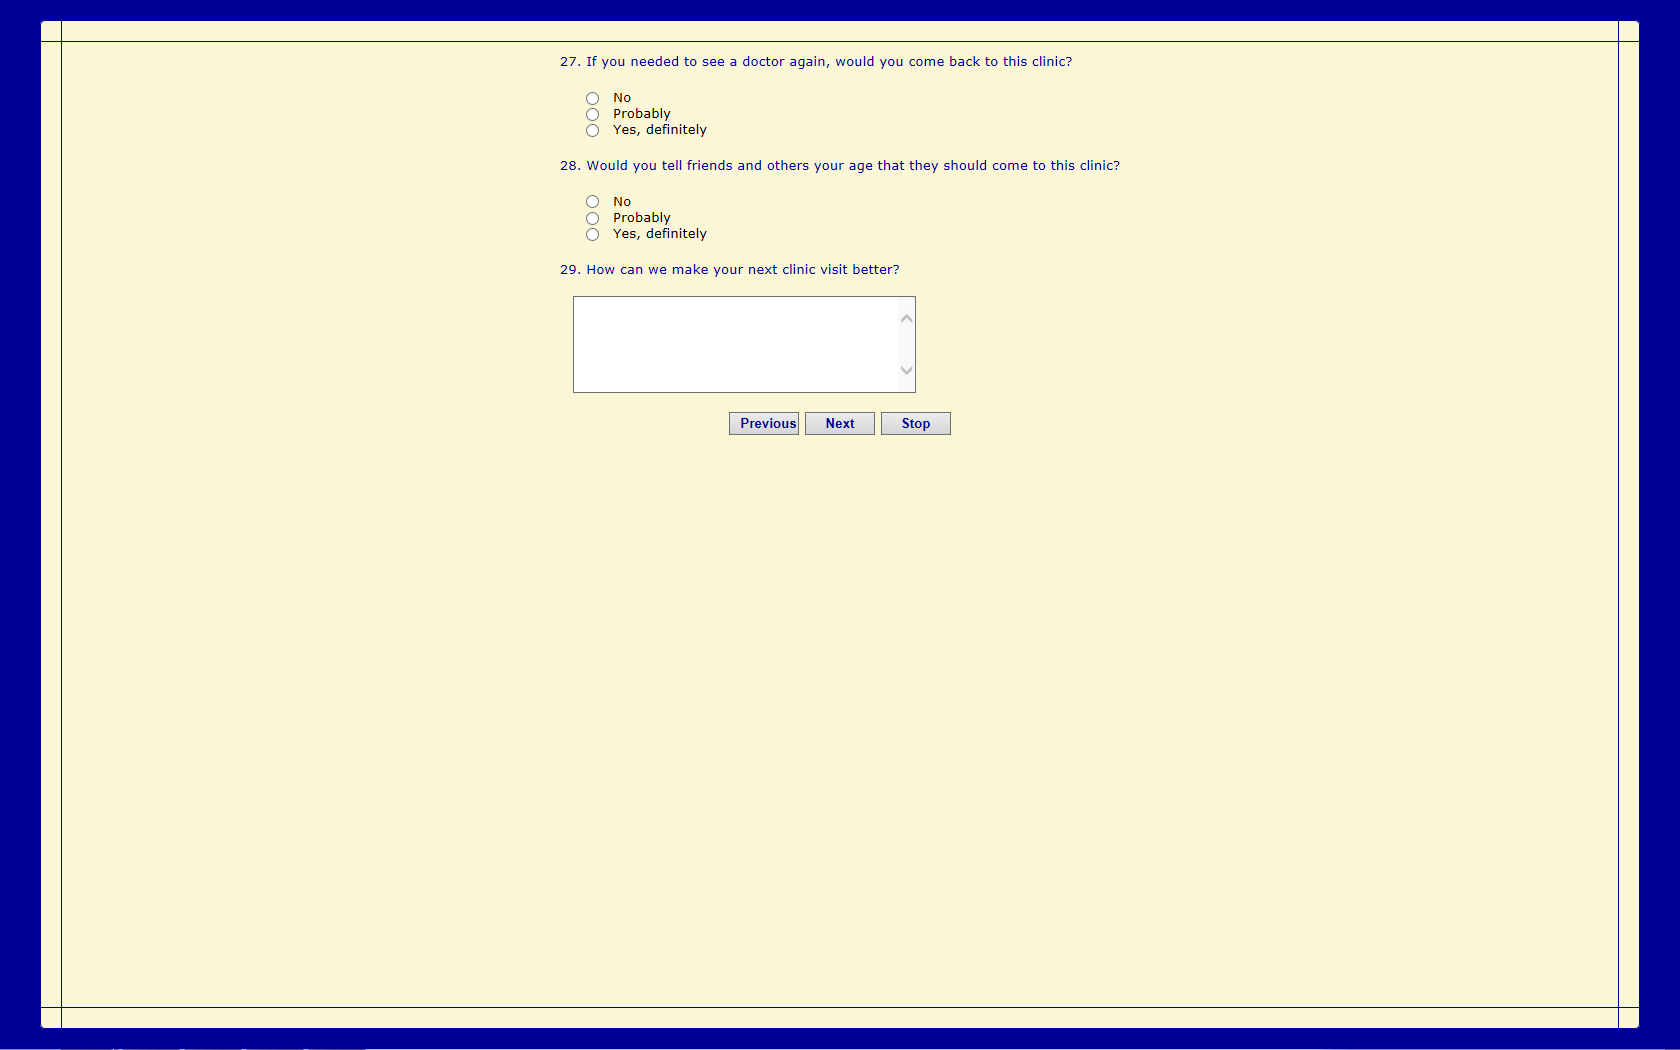 27. If you needed to see a doctor again, would you come back to this clinic?
No
Probably
Yes, definitely
28. Would you tell friends and others your age that they should come to this clinic?
No
Probably
Yes, definitely
29. How can we make your next clinic visit better?
Previous Next Stop